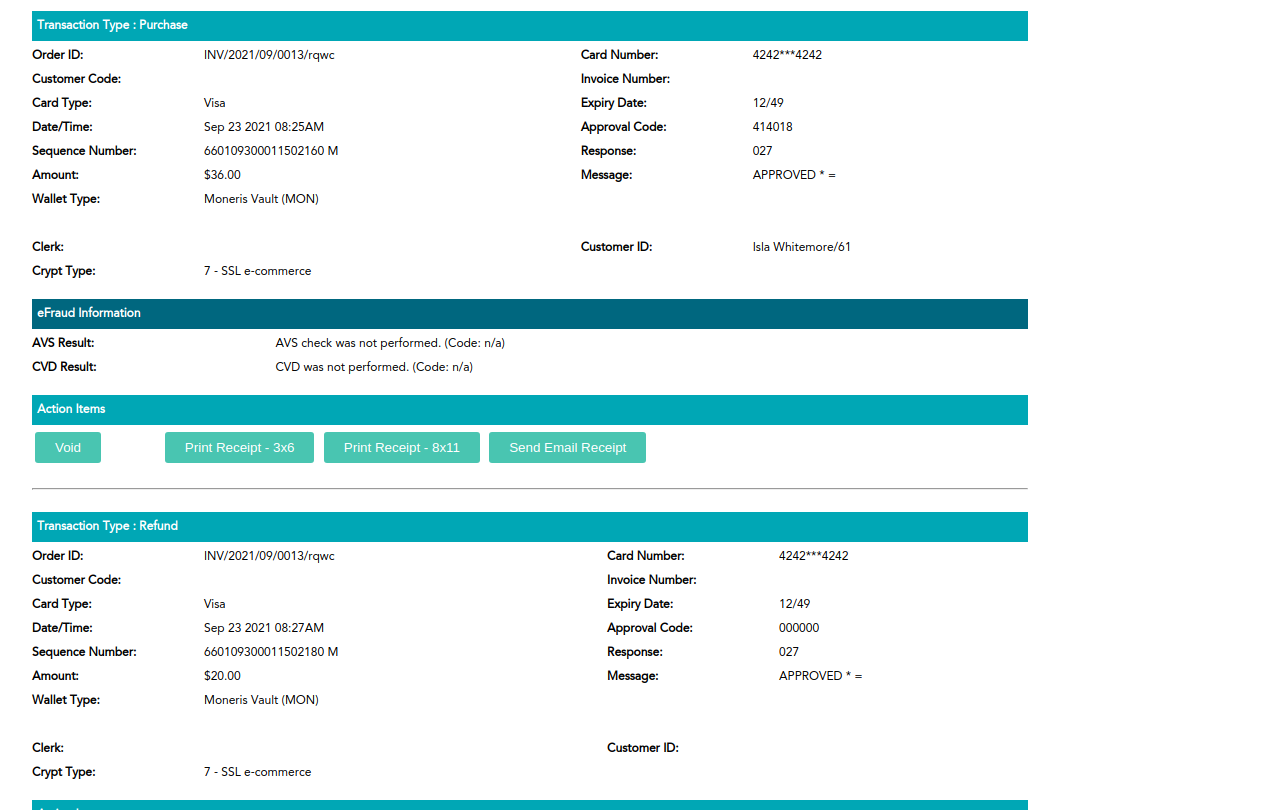 Transaction Type : Purchase
Order ID: INV/2021/09/0013/rqwc Card Number: 4242***4242
Customer Code: Invoice Number:
Card Type: Visa Expiry Date: 12/49
Date/Time: Sep 23 2021 08:25AM Approval Code: 414018
Sequence Number: 660109300011502160 M Response: 027
Amount: $36.00 Message: APPROVED * =
Wallet Type: Moneris Vault (MON)
Clerk: Customer ID: Isla Whitemore/61
Crypt Type: 7 - SSL e-commerce
eFraud Information
AVS Result: AVS check was not performed. (Code: n/a)
CVD Result: CVD was not performed. (Code: n/a)
Action Items
Void Print Receipt - 3x6 Print Receipt - 8x11 Send Email Receipt
Transaction Type : Refund
Order ID: INV/2021/09/0013/rqwc Card Number: 4242***4242
Customer Code: Invoice Number:
Card Type: Visa Expiry Date: 12/49
Date/Time: Sep 23 2021 08:27AM Approval Code: 000000
Sequence Number: 660109300011502180 M Response: 027
Amount: $20.00 Message: APPROVED * =
Wallet Type: Moneris Vault (MON)
Clerk: Customer ID:
Crypt Type: 7 - SSL e-commerce